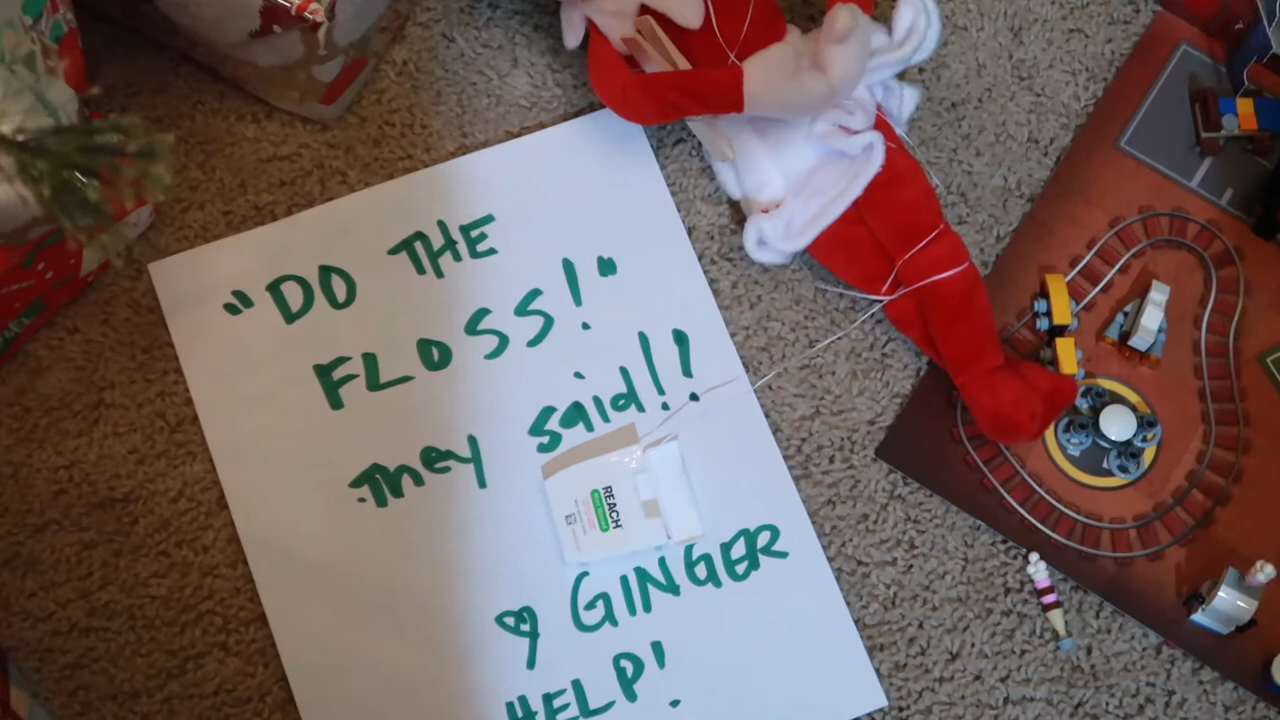 "DO THE
FLOSS!"
they said!!
REACH
♡ GINGER
HELP!